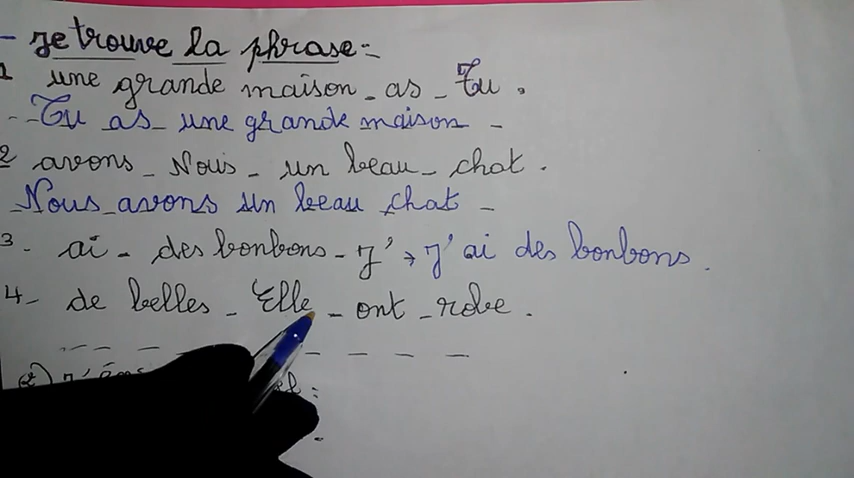 - Je trouve la phrase :-
1 une grande maison - as - Tu .
- - Tu as - une grande maison -
2 avons - Nous - un beau - chat .
- Nous - avons un beau chat -
3 - ai - des bonbons - J' → J'ai des bonbons .
4 - de belles - Elle - ont - robe .
2)